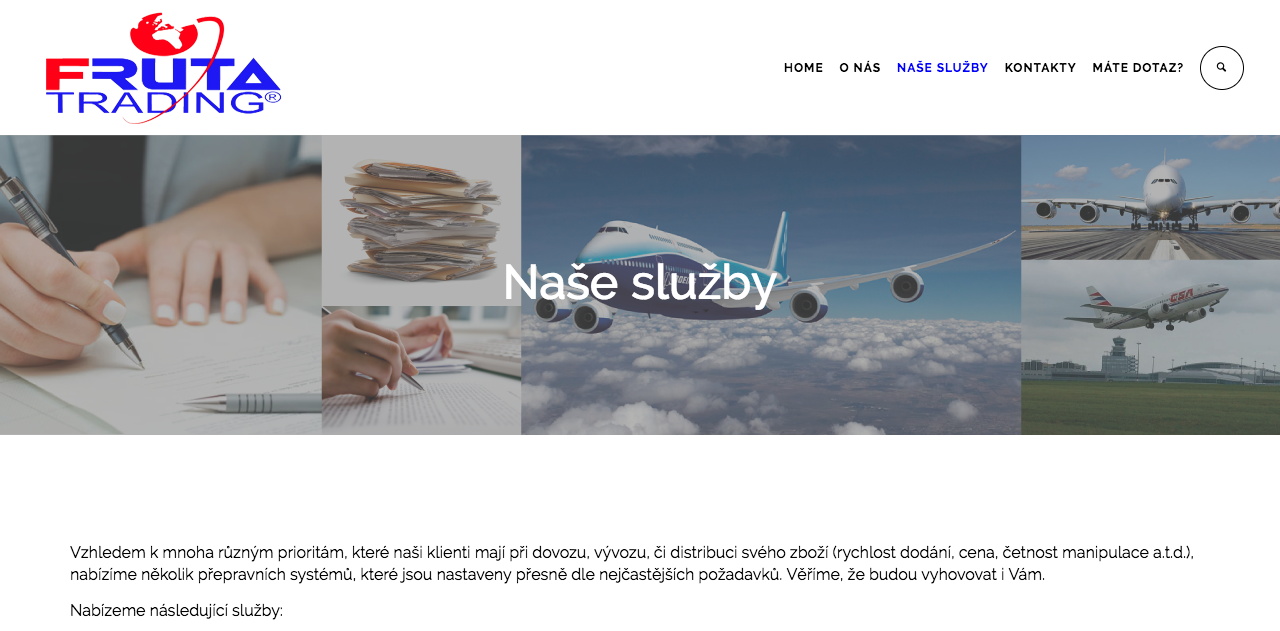 FRUTA
TRADING®
HOME O NÁS NAŠE SLUŽBY KONTAKTY MÁTE DOTAZ?
Naše služby
CSA
Vzhledem k mnoha různým prioritám, které naši klienti mají při dovozu, vývozu, či distribuci svého zboží (rychlost dodání, cena, četnost manipulace a.t.d.),
nabízíme několik přepravních systémů, které jsou nastaveny přesně dle nejčastějších požadavků. Věříme, že budou vyhovovat i Vám.
Nabízeme následující služby: